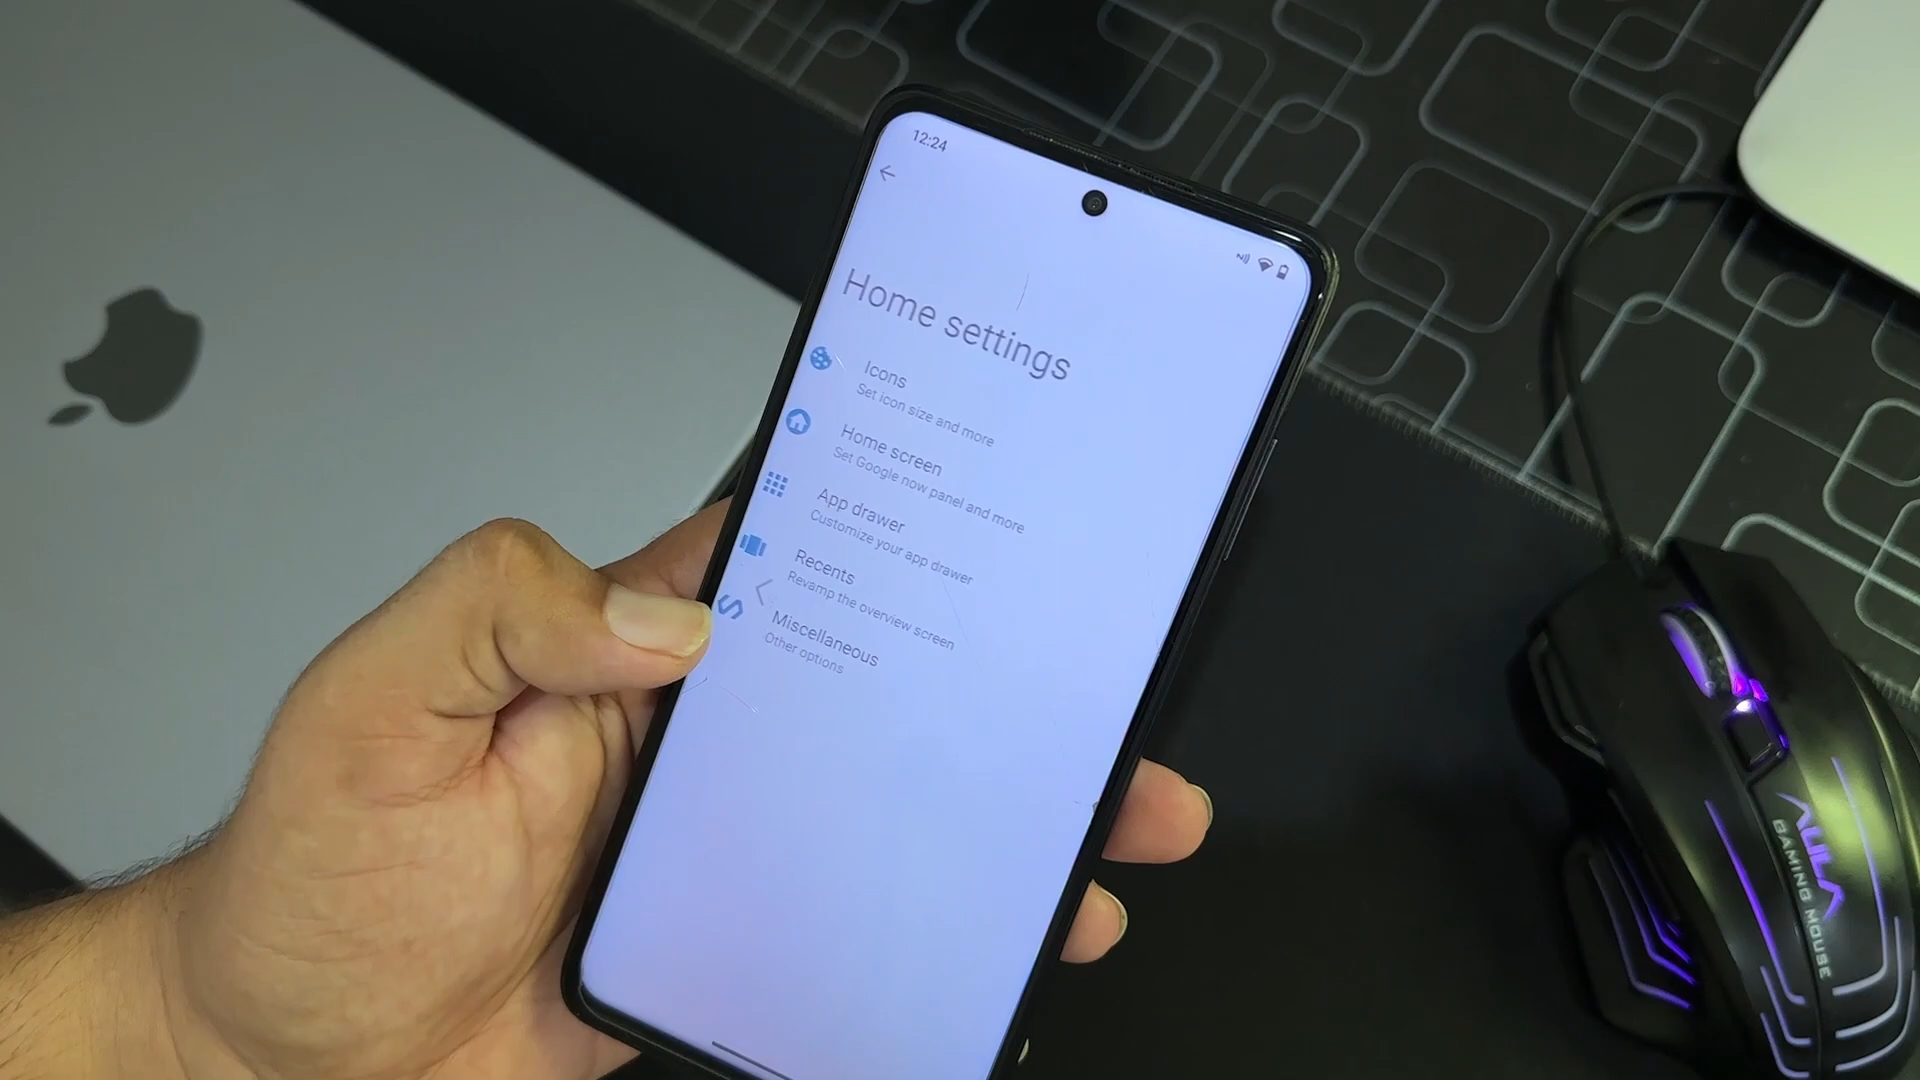 12:24
Home settings
Icons
Set icon size and more
Home screen
Set Google now panel and more
App drawer
Customize your app drawer
Recents
Revamp the overview screen
Miscellaneous
Other options
AULA
GAMING MOUSE